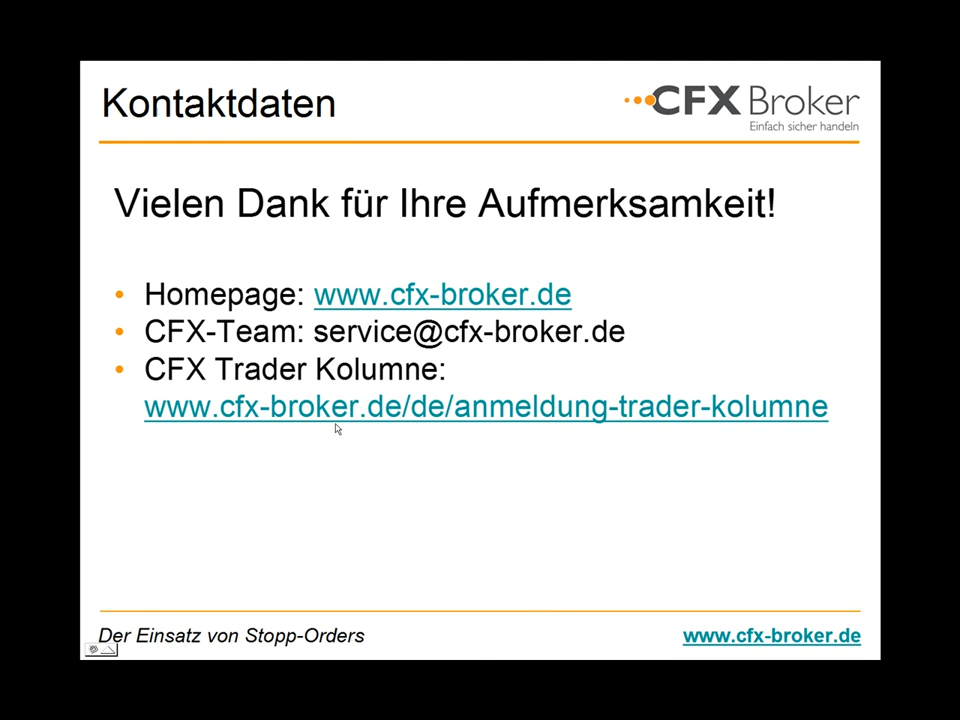 Kontaktdaten
CFX Broker
Einfach sicher handeln
Vielen Dank für Ihre Aufmerksamkeit!
• Homepage: www.cfx-broker.de
• CFX-Team: service@cfx-broker.de
• CFX Trader Kolumne:
www.cfx-broker.de/de/anmeldung-trader-kolumne
Der Einsatz von Stopp-Orders
www.cfx-broker.de